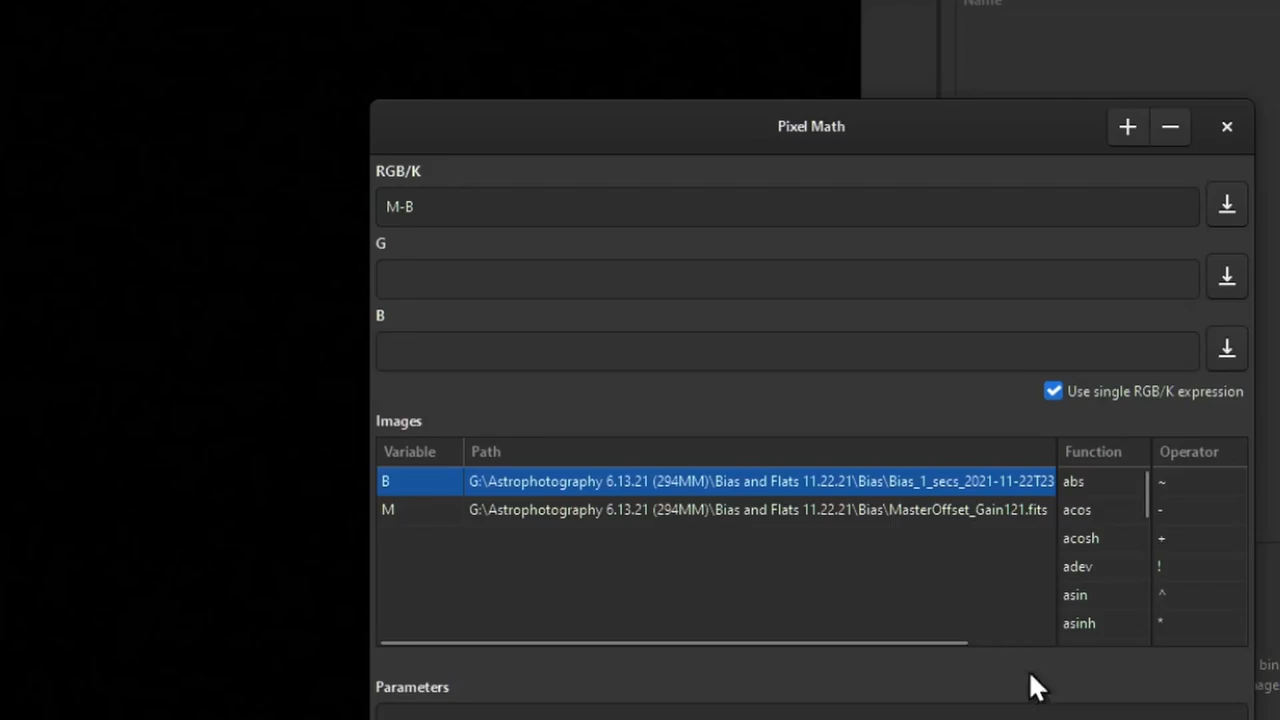 Name
Pixel Math
RGB/K
M-B
G
B
Use single RGB/K expression
Images
Variable Path Function Operator
B G:\Astrophotography 6.13.21 (294MM)\Bias and Flats 11.22.21\Bias\Bias_1_secs_2021-11-22T23 abs ~
M G:\Astrophotography 6.13.21 (294MM)\Bias and Flats 11.22.21\Bias\MasterOffset_Gain121.fits acos -
acosh +
adev !
asin ^
asinh *
bin
Parameters